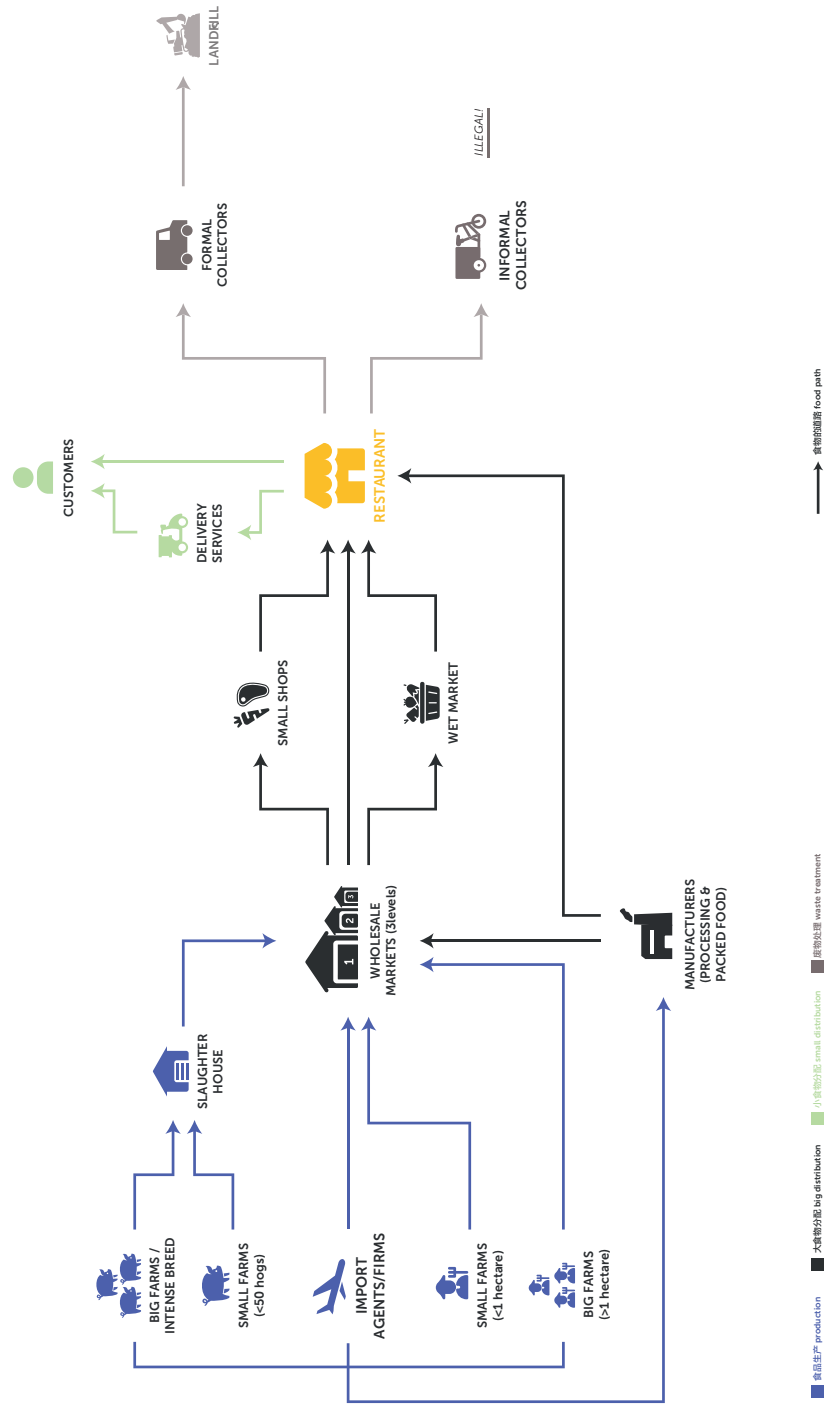 BIG FARMS /
INTENSE BREED
SMALL FARMS
(<50 hogs)
IMPORT
AGENTS/FIRMS
SMALL FARMS
(<1 hectare)
BIG FARMS
(>1 hectare)
SLAUGHTER
HOUSE
1
2
3
WHOLESALE
MARKETS (3levels)
MANUFACTURERS
(PROCESSING &
PACKED FOOD)
SMALL SHOPS
WET MARKET
DELIVERY
SERVICES
CUSTOMERS
RESTAURANT
FORMAL
COLLECTORS
INFORMAL
COLLECTORS
LANDFILL
ILLEGAL!
食品生产 production
大食物分配 big distribution
小食物分配 small distribution
废物处理 waste treatment
食物的道路 food path